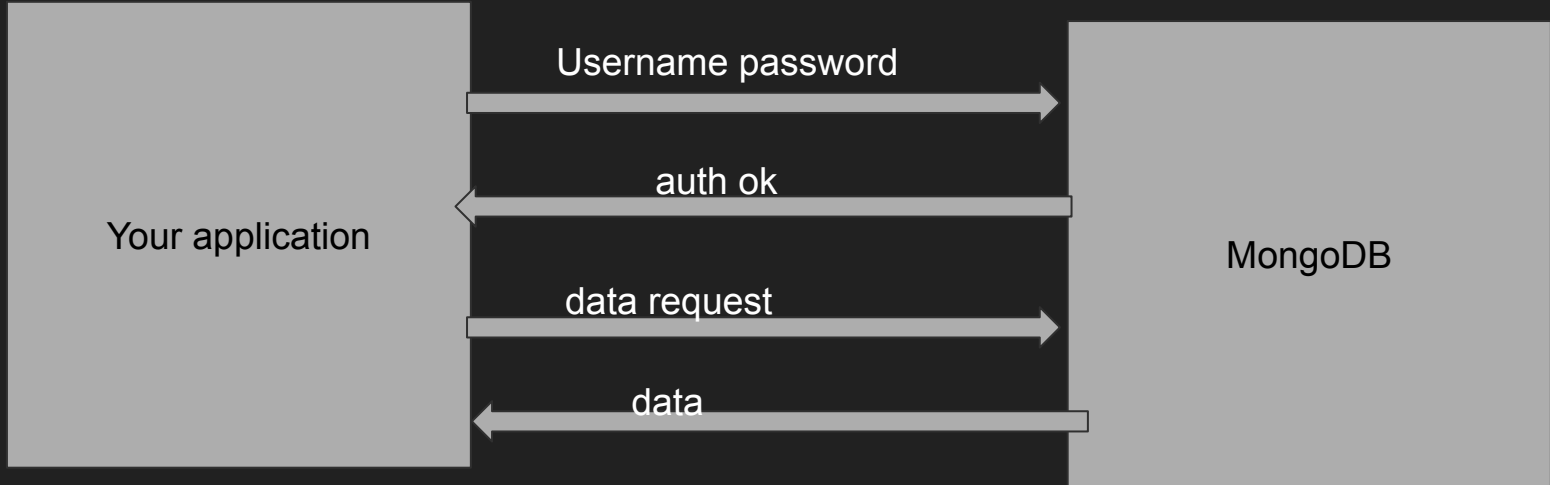 Username password
auth ok
Your application
MongoDB
data request
data